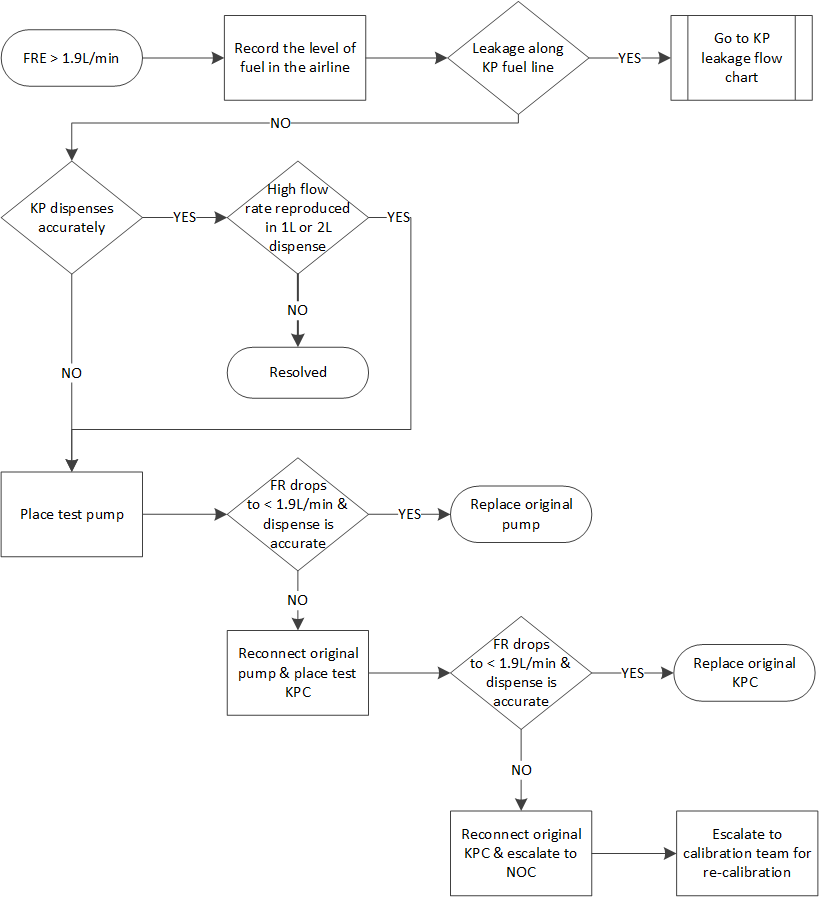 FRE > 1.9L/min
Record the level of
fuel in the airline
Leakage along
KP fuel line
YES
Go to KP
leakage flow
chart
NO
KP dispenses
accurately
YES
High flow
rate reproduced
in 1L or 2L
dispense
YES
NO
Resolved
NO
Place test pump
FR drops
to < 1.9L/min &
dispense is
accurate
YES
Replace original
pump
NO
Reconnect original
pump & place test
KPC
FR drops
to < 1.9L/min &
dispense is
accurate
YES
Replace original
KPC
NO
Reconnect original
KPC & escalate to
NOC
Escalate to
calibration team for
re-calibration